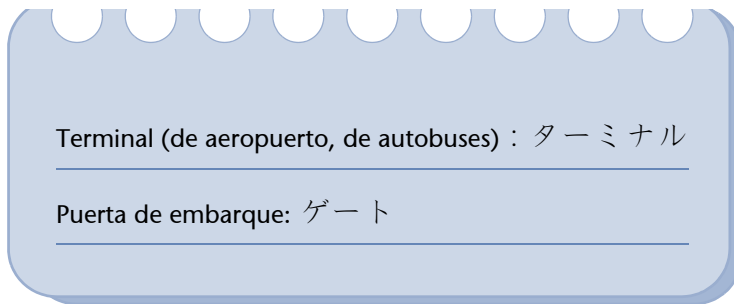 Terminal (de aeropuerto, de autobuses)：ターミナル
Puerta de embarque: ゲート